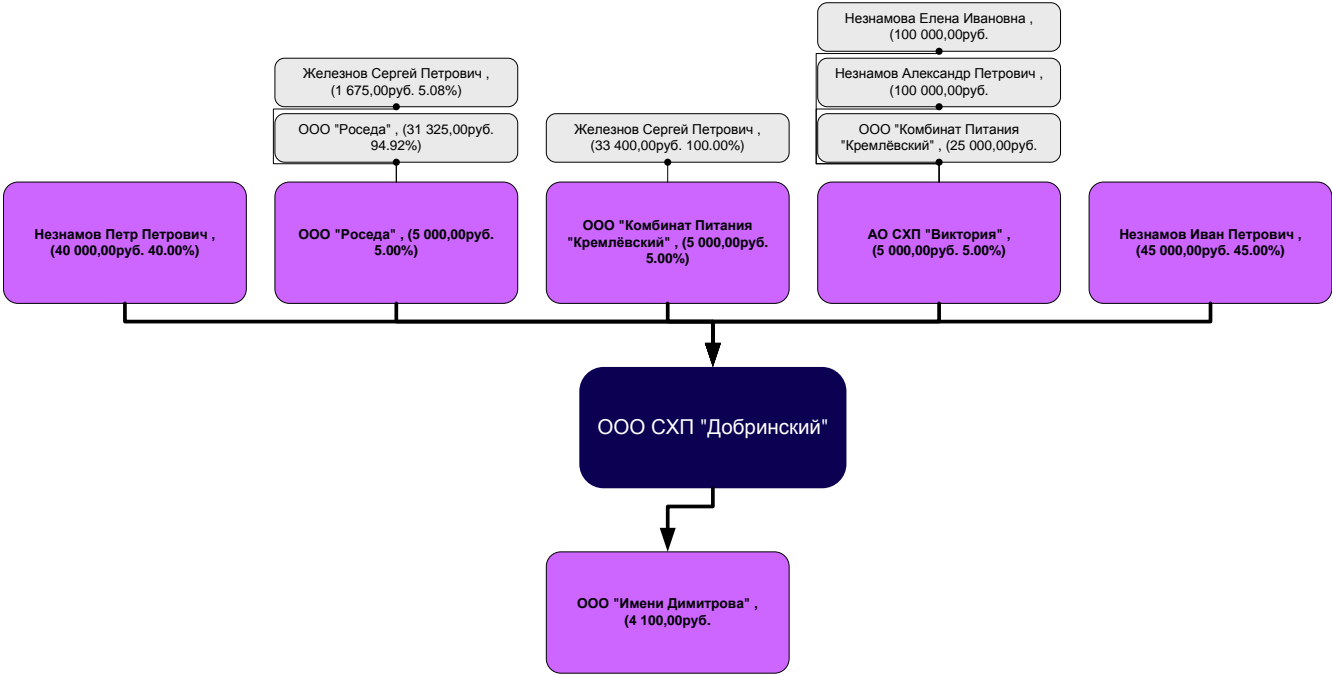 Незнамова Елена Ивановна ,
(100 000,00руб.
Железнов Сергей Петрович ,
(1 675,00руб. 5.08%)
Незнамов Александр Петрович ,
(100 000,00руб.
ООО "Роседа" , (31 325,00руб.
94.92%)
Железнов Сергей Петрович ,
(33 400,00руб. 100.00%)
ООО "Комбинат Питания
"Кремлёвский" , (25 000,00руб.
Незнамов Петр Петрович ,
(40 000,00руб. 40.00%)
ООО "Роседа" , (5 000,00руб.
5.00%)
ООО "Комбинат Питания
"Кремлёвский" , (5 000,00руб.
5.00%)
АО СХП "Виктория" ,
(5 000,00руб. 5.00%)
Незнамов Иван Петрович ,
(45 000,00руб. 45.00%)
ООО СХП "Добринский"
ООО "Имени Димитрова" ,
(4 100,00руб.